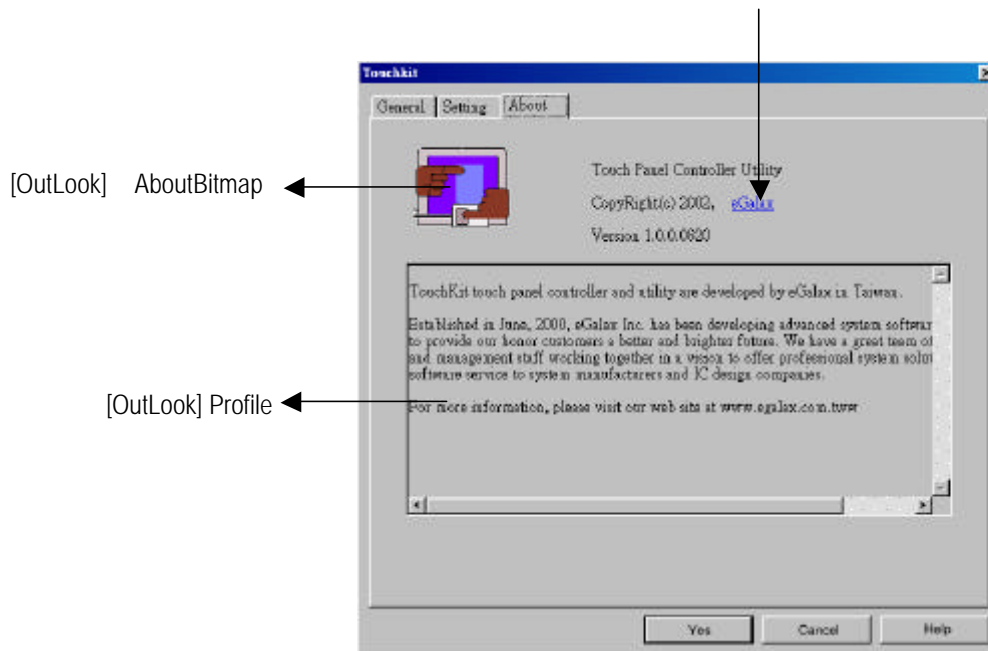 Touchkit
General Setting About
[OutLook] AboutBitmap
Touch Panel Controller Utility
CopyRight(c) 2002, eGalax
Version 1.0.0.0620
TouchKit touch panel controller and utility are developed by eGalax in Taiwan.
Established in June, 2000, eGalax Inc. has been developing advanced system softwar
to provide our honor customers a better and brighter future. We have a great team of
and management staff working together in a vision to offer professional system solut
software service to system manufacturers and IC design companies.
[OutLook] Profile
For more information, please visit our web site at www.egalax.com.tww
Yes Cancel Help